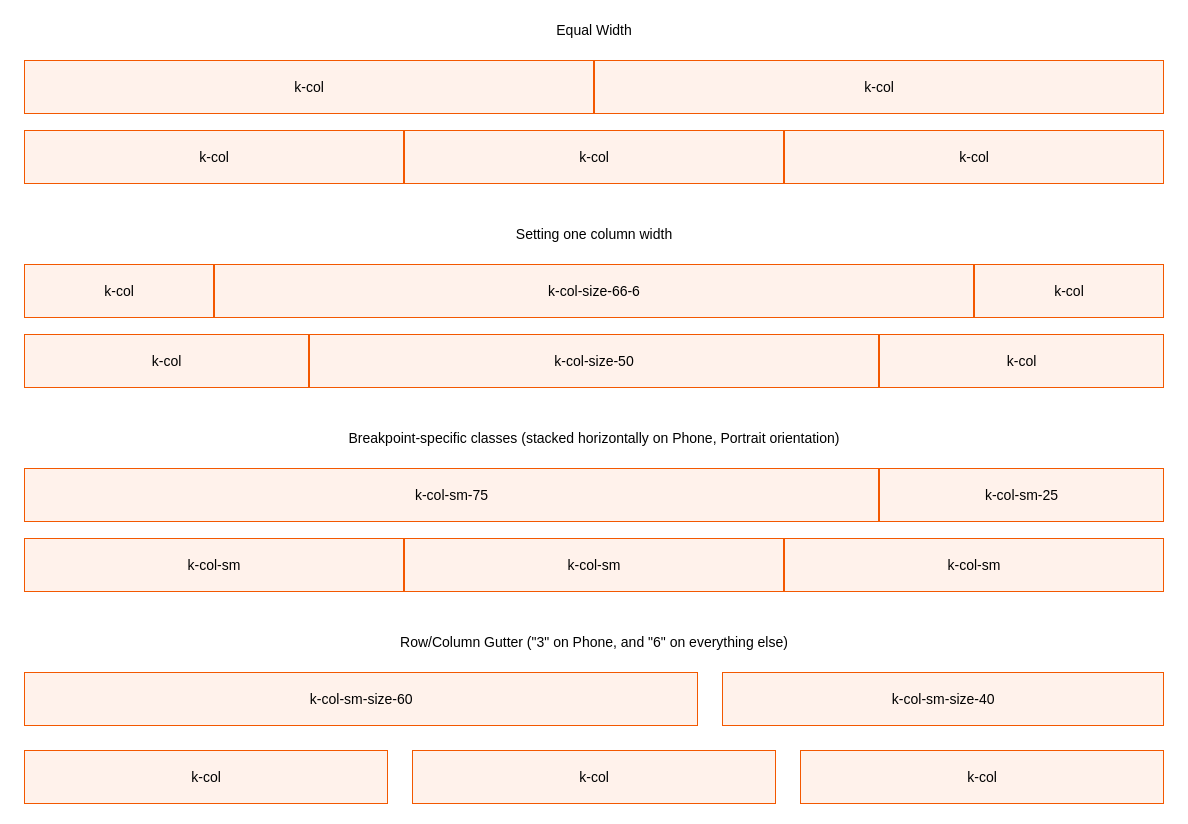 Equal Width
k-col k-col
k-col k-col k-col
Setting one column width
k-col k-col-size-66-6 k-col
k-col k-col-size-50 k-col
Breakpoint-specific classes (stacked horizontally on Phone, Portrait orientation)
k-col-sm-75 k-col-sm-25
k-col-sm k-col-sm k-col-sm
Row/Column Gutter ("3" on Phone, and "6" on everything else)
k-col-sm-size-60 k-col-sm-size-40
k-col k-col k-col